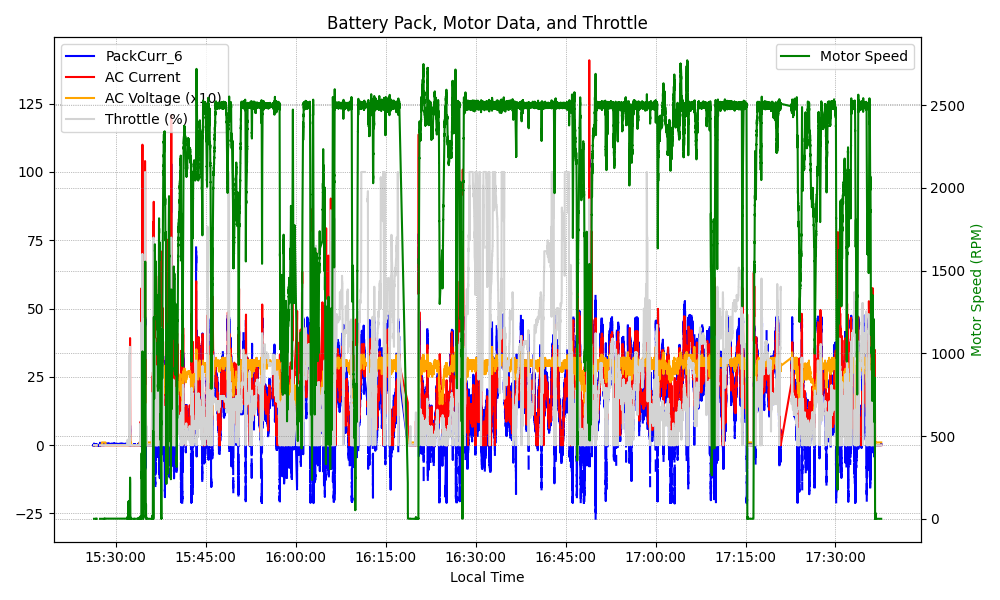 Battery Pack, Motor Data, and Throttle
PackCurr_6
AC Current
AC Voltage (x10)
Throttle (%)
Motor Speed
125
100
75
50
25
0
−25
2500
2000
1500
1000
500
0
Motor Speed (RPM)
15:30:00
15:45:00
16:00:00
16:15:00
16:30:00
16:45:00
17:00:00
17:15:00
17:30:00
Local Time